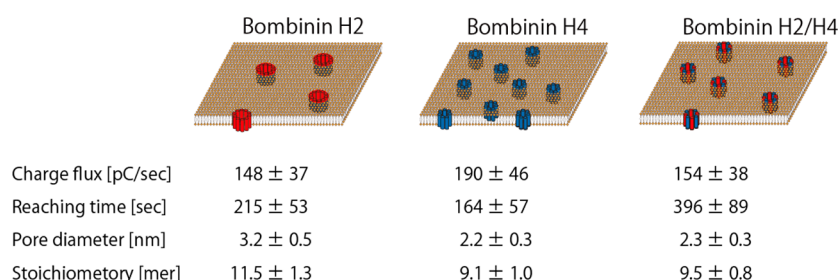 Bombinin H2 Bombinin H4 Bombinin H2/H4
Charge flux [pC/sec] 148 ± 37 190 ± 46 154 ± 38
Reaching time [sec] 215 ± 53 164 ± 57 396 ± 89
Pore diameter [nm] 3.2 ± 0.5 2.2 ± 0.3 2.3 ± 0.3
Stoichiometory [mer] 11.5 ± 1.3 9.1 ± 1.0 9.5 ± 0.8